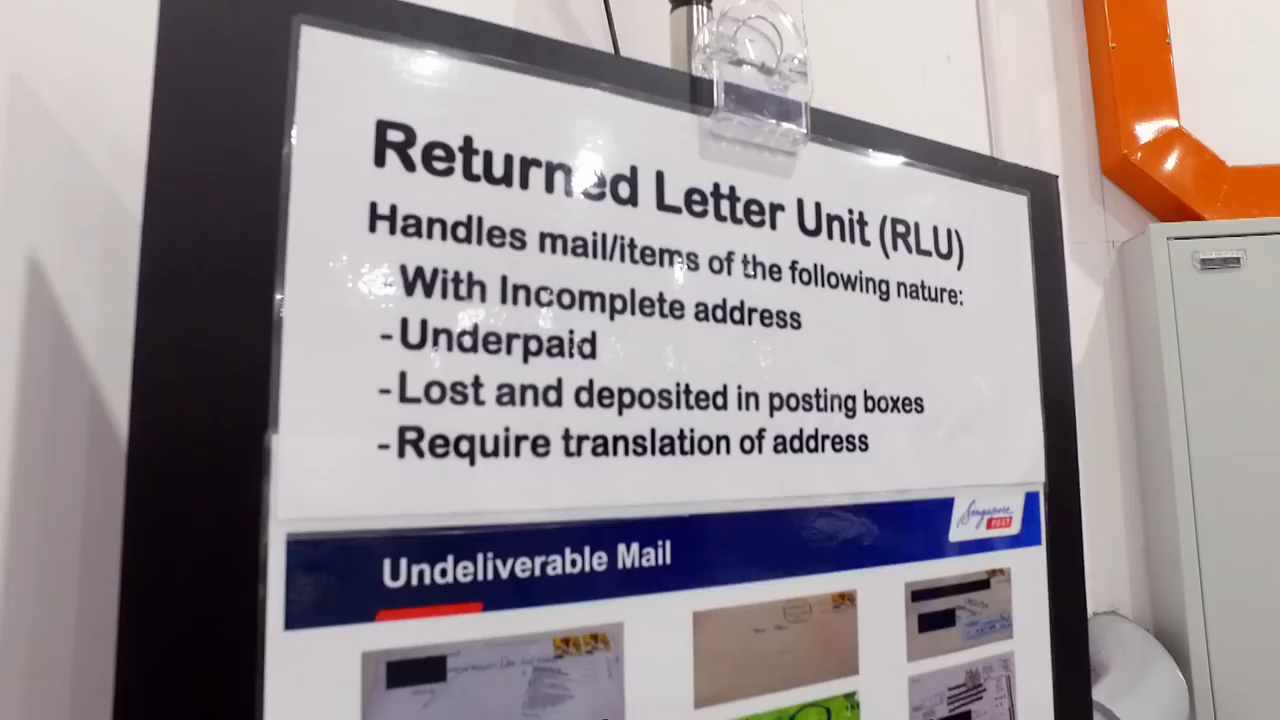 Returned Letter Unit (RLU)
Handles mail/items of the following nature:
-With Incomplete address
-Underpaid
-Lost and deposited in posting boxes
-Require translation of address
Singapore
POST
Undeliverable Mail